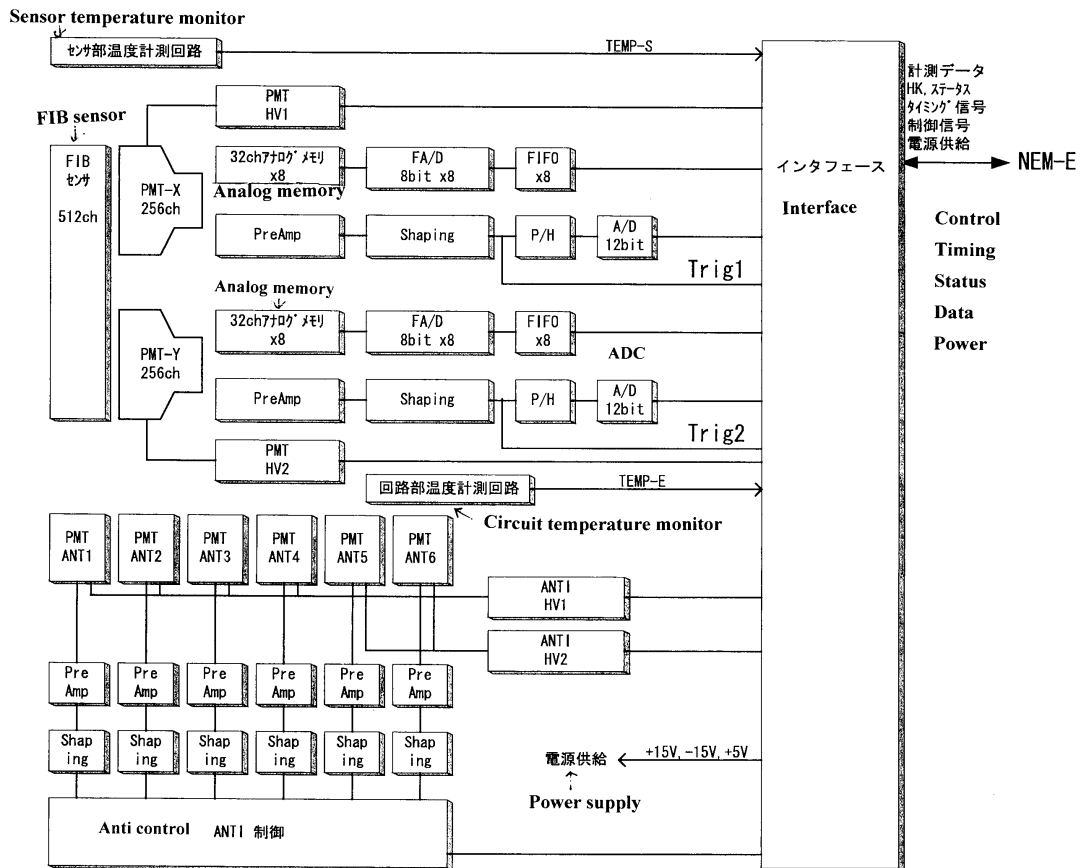 Sensor temperature monitor
センサ部温度計測回路
TEMP-S
計測データ
HK, ステータス
タイミング信号
制御信号
電源供給
NEM-E
Control
Timing
Status
Data
Power
インタフェース
Interface
FIB sensor
FIB
センサ
512ch
PMT-X
256ch
PMT
HV1
32chアナログメモリ
x8
Analog memory
FA/D
8bit x8
FIFO
x8
PreAmp
Shaping
P/H
A/D
12bit
Trig1
Analog memory
PMT-Y
256ch
32chアナログメモリ
x8
FA/D
8bit x8
FIFO
x8
ADC
PreAmp
Shaping
P/H
A/D
12bit
Trig2
PMT
HV2
回路部温度計測回路
TEMP-E
Circuit temperature monitor
PMT
ANT1
PMT
ANT2
PMT
ANT3
PMT
ANT4
PMT
ANT5
PMT
ANT6
ANTI
HV1
ANTI
HV2
Pre
Amp
Pre
Amp
Pre
Amp
Pre
Amp
Pre
Amp
Pre
Amp
Shap
ing
Shap
ing
Shap
ing
Shap
ing
Shap
ing
Shap
ing
電源供給
+15V, -15V, +5V
Power supply
Anti control ANTI 制御